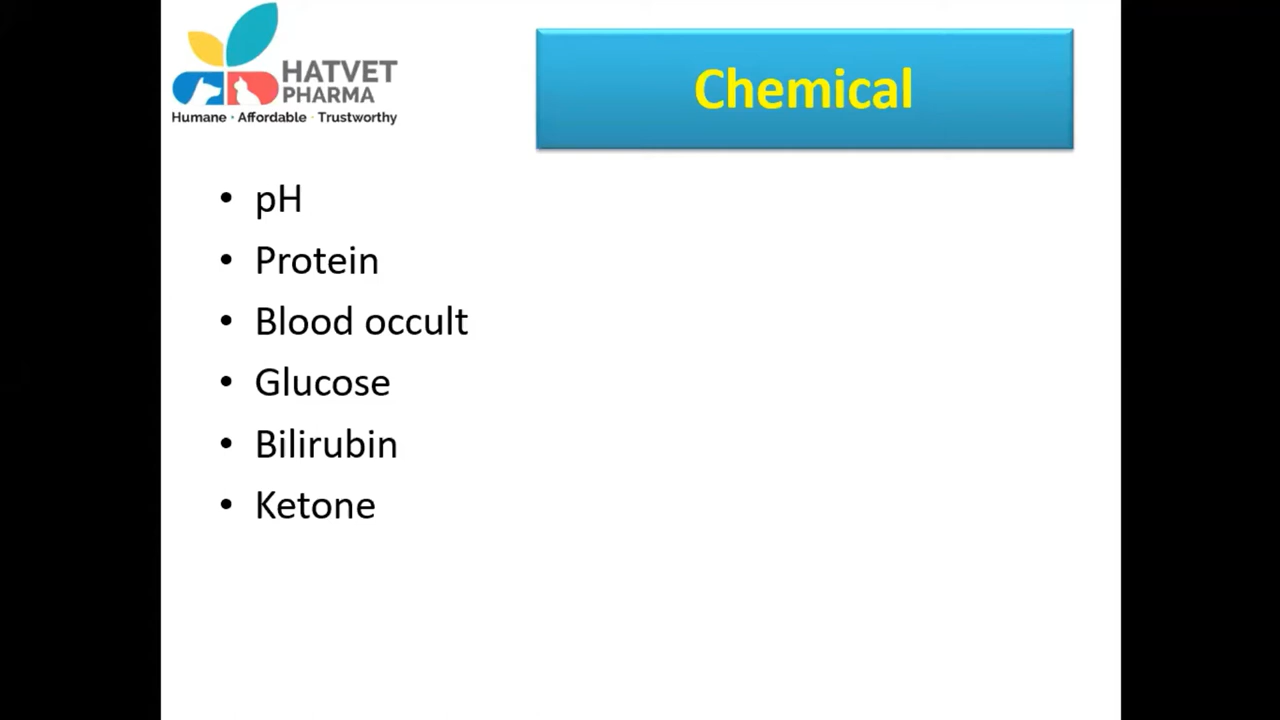 HATVET
PHARMA
Humane • Affordable • Trustworthy
Chemical
• pH
• Protein
• Blood occult
• Glucose
• Bilirubin
• Ketone